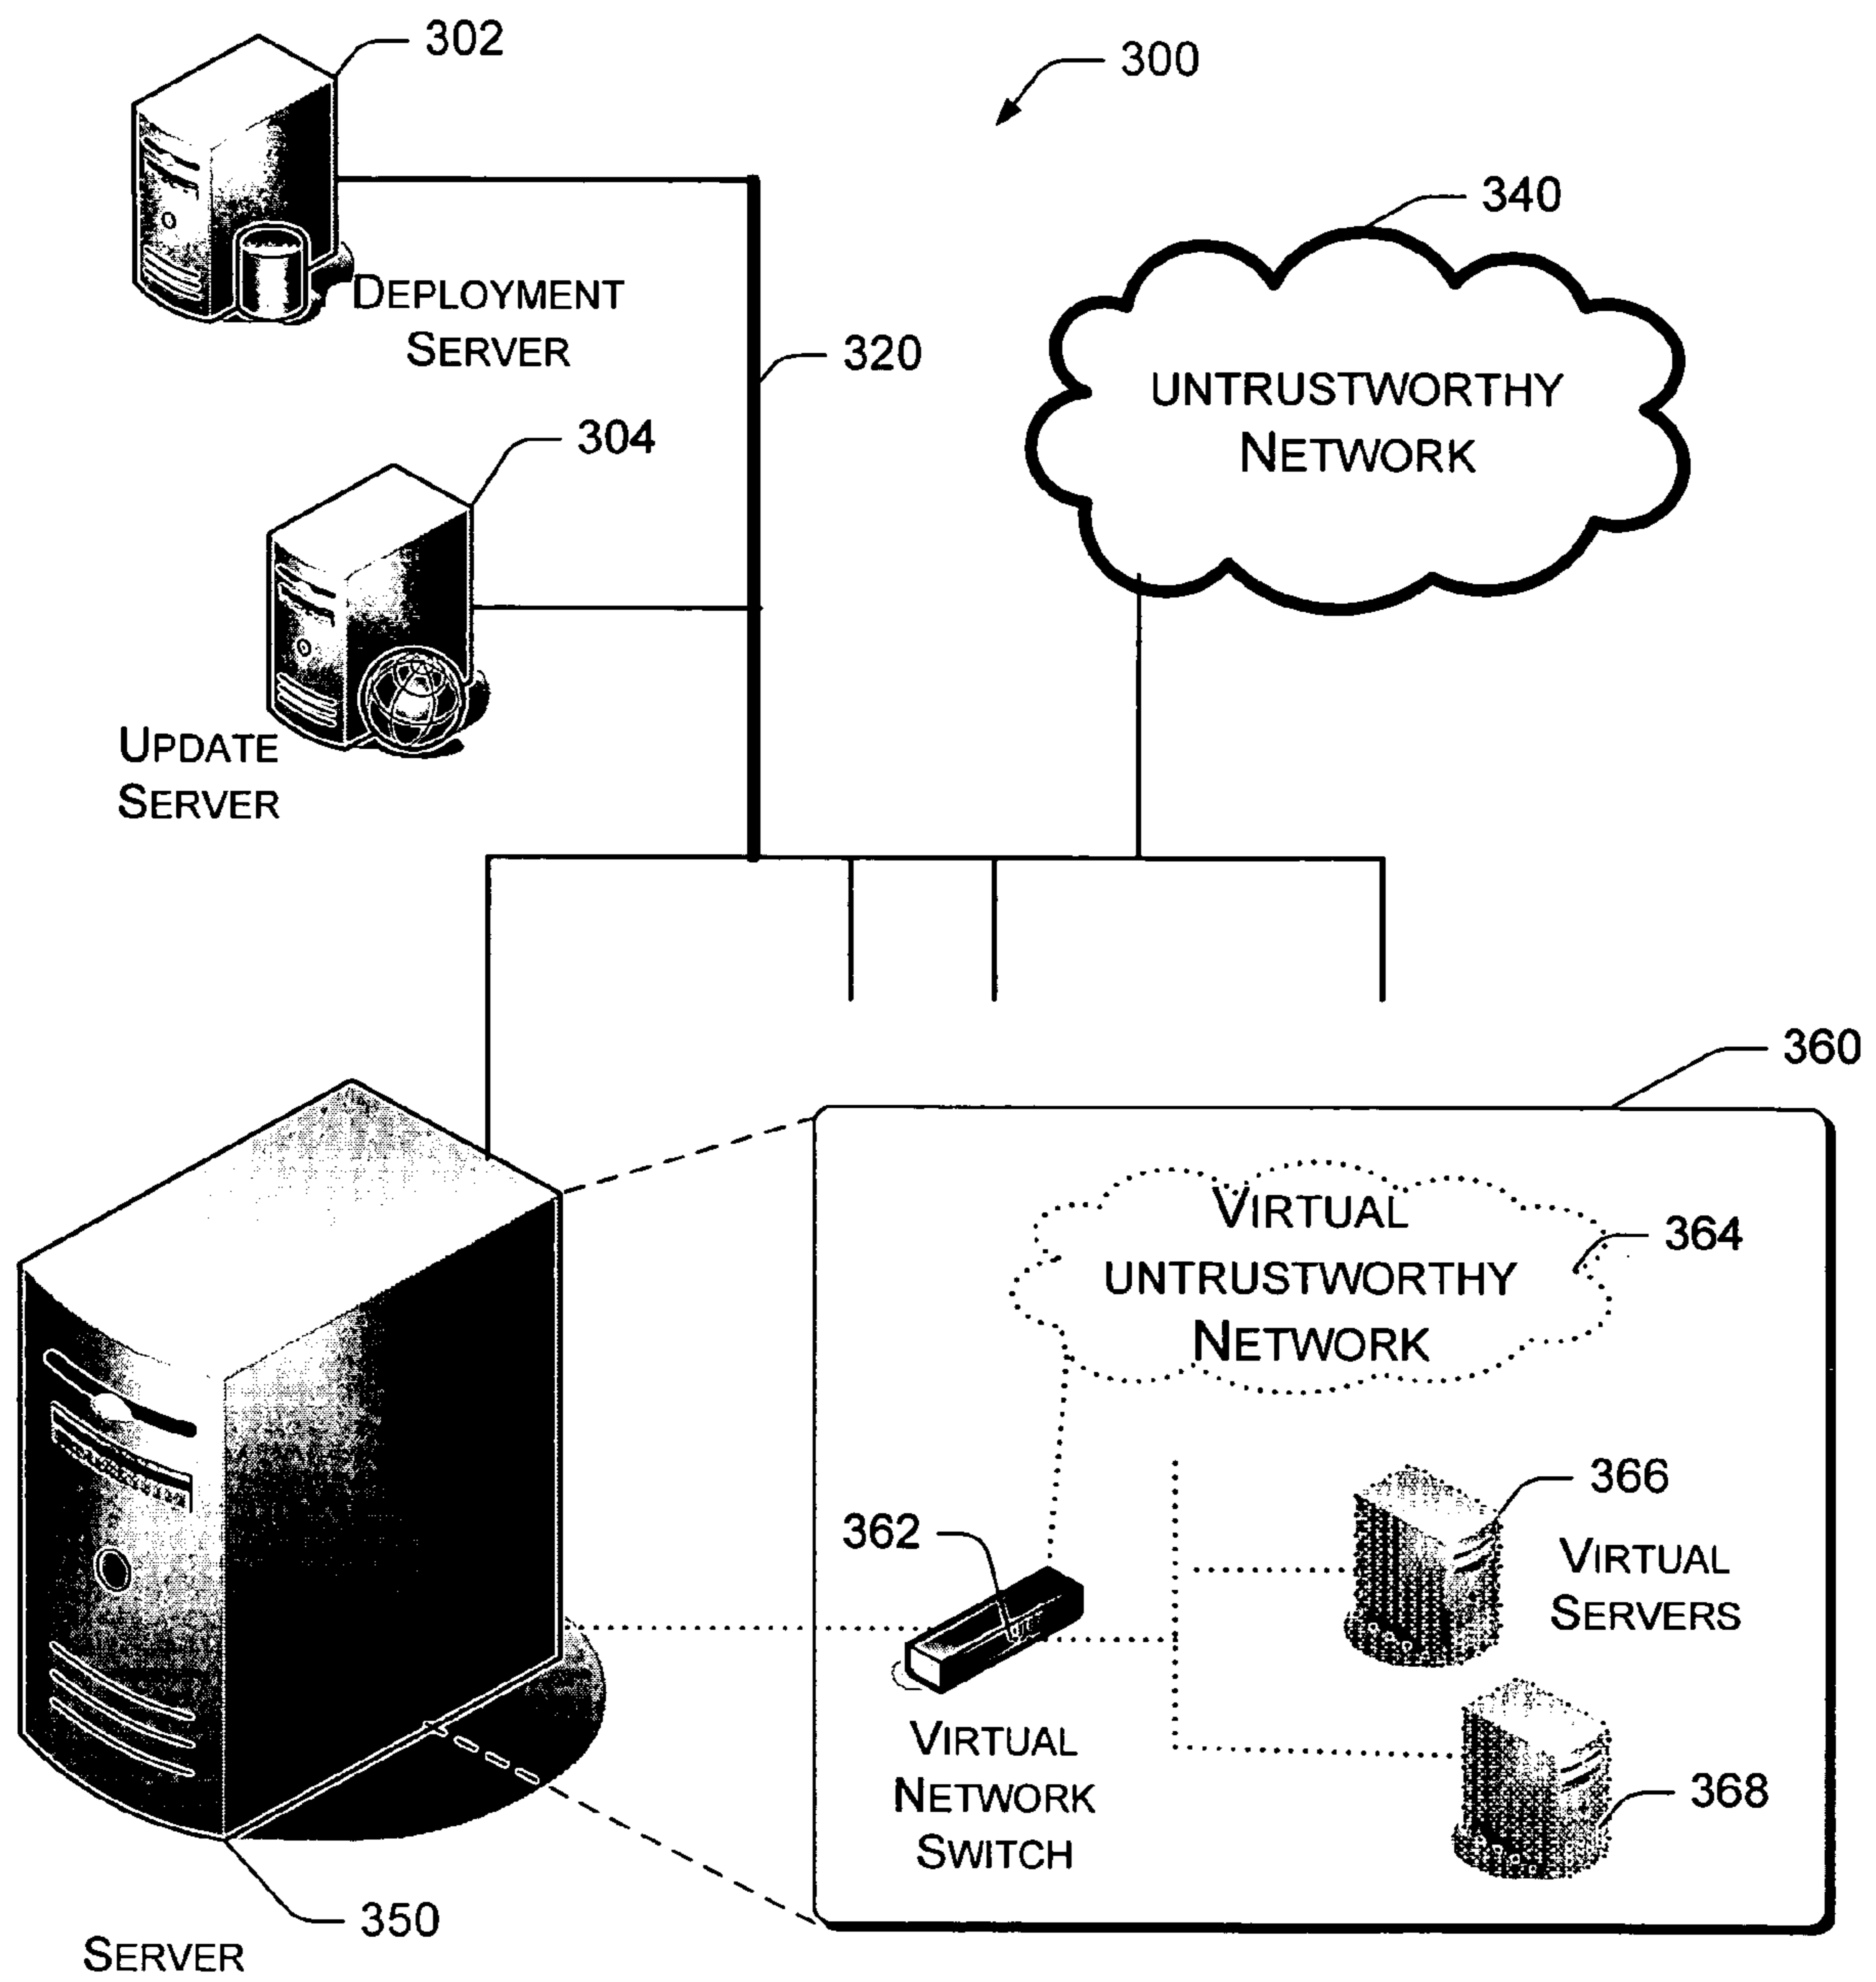 302
300
340
DEPLOYMENT
SERVER
320
UNTRUSTWORTHY
NETWORK
304
UPDATE
SERVER
360
VIRTUAL
UNTRUSTWORTHY
NETWORK
364
366
362
VIRTUAL
SERVERS
VIRTUAL
NETWORK
SWITCH
368
350
SERVER